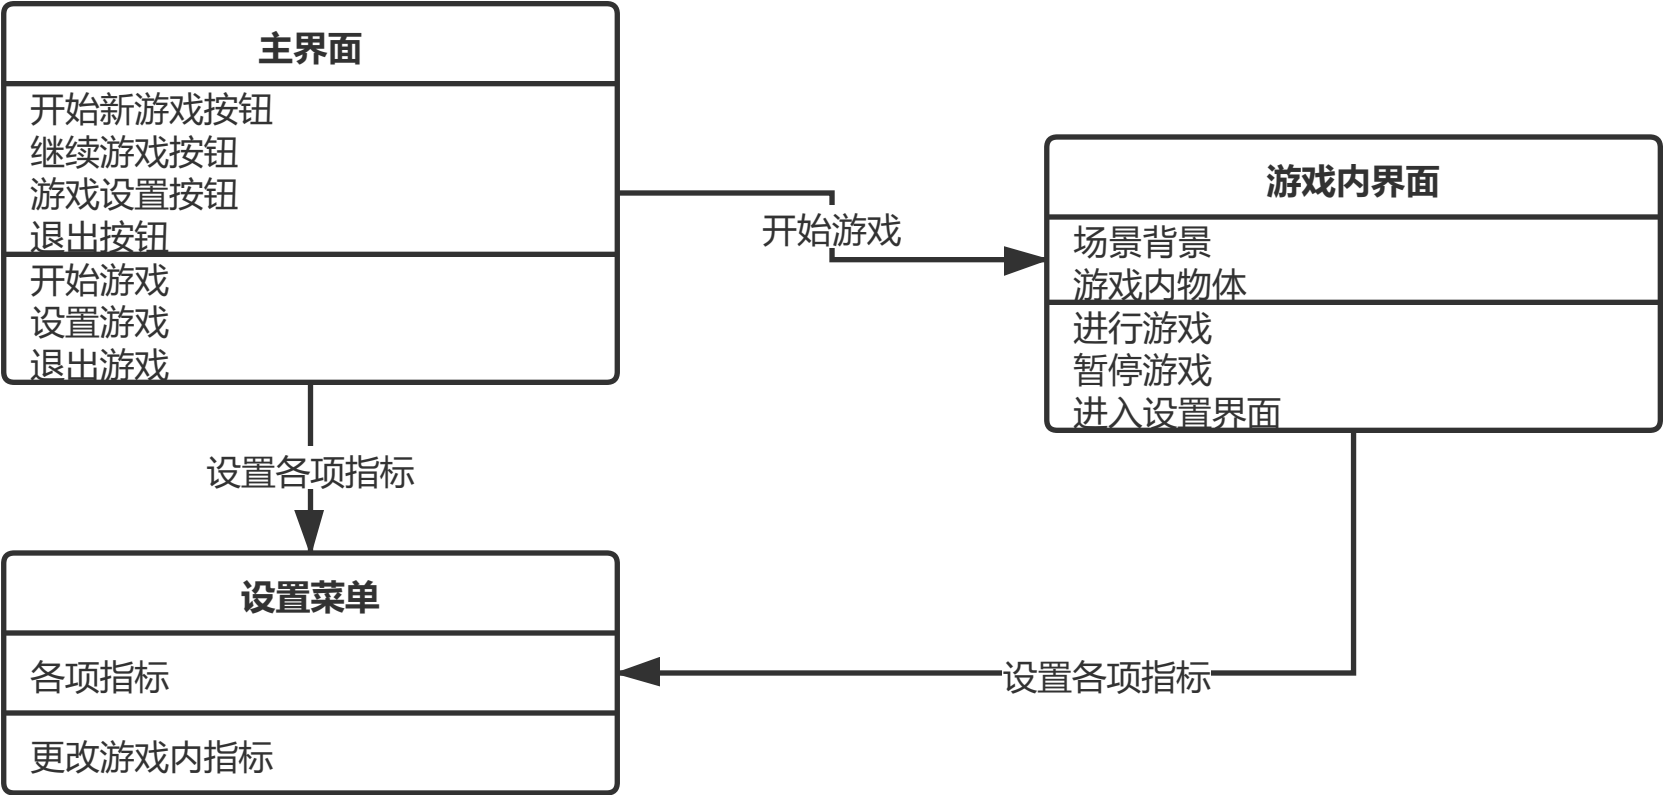 主界面
开始新游戏按钮
继续游戏按钮
游戏设置按钮
退出按钮
开始游戏
设置游戏
退出游戏
开始游戏
游戏内界面
场景背景
游戏内物体
进行游戏
暂停游戏
进入设置界面
设置各项指标
设置菜单
各项指标
更改游戏内指标
设置各项指标